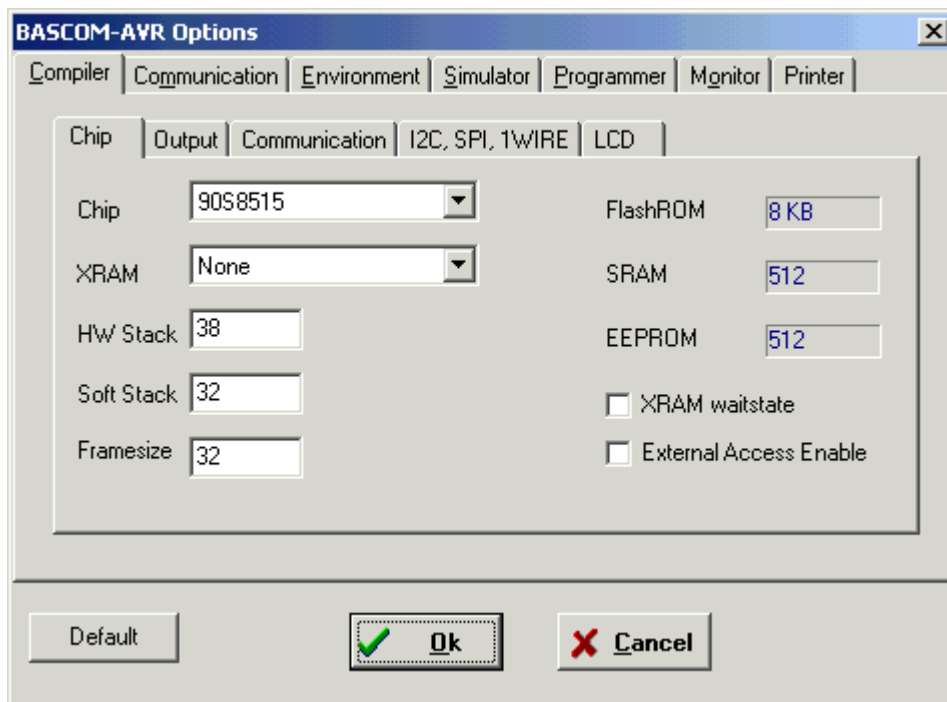 BASCOM-AVR Options
Compiler Communication Environment Simulator Programmer Monitor Printer
Chip Output Communication I2C, SPI, 1WIRE LCD
Chip 90S8515 FlashROM 8 KB
XRAM None SRAM 512
HW Stack 38 EEPROM 512
Soft Stack 32 XRAM waitstate
Framesize 32 External Access Enable
Default Ok Cancel